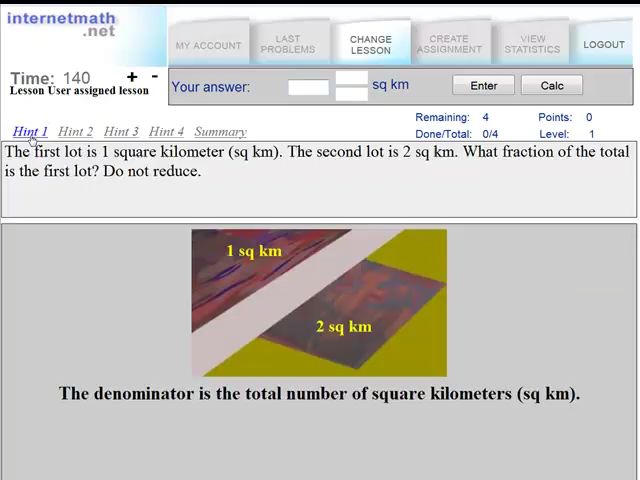 internetmath
.net
MY ACCOUNT
LAST
PROBLEMS
CHANGE
LESSON
CREATE
ASSIGNMENT
VIEW
STATISTICS
LOGOUT
Time: 140 + -
Lesson User assigned lesson
Your answer: sq km Enter Calc
Remaining: 4 Points: 0
Done/Total: 0/4 Level: 1
Hint 1 Hint 2 Hint 3 Hint 4 Summary
The first lot is 1 square kilometer (sq km). The second lot is 2 sq km. What fraction of the total
is the first lot? Do not reduce.
1 sq km
2 sq km
The denominator is the total number of square kilometers (sq km).